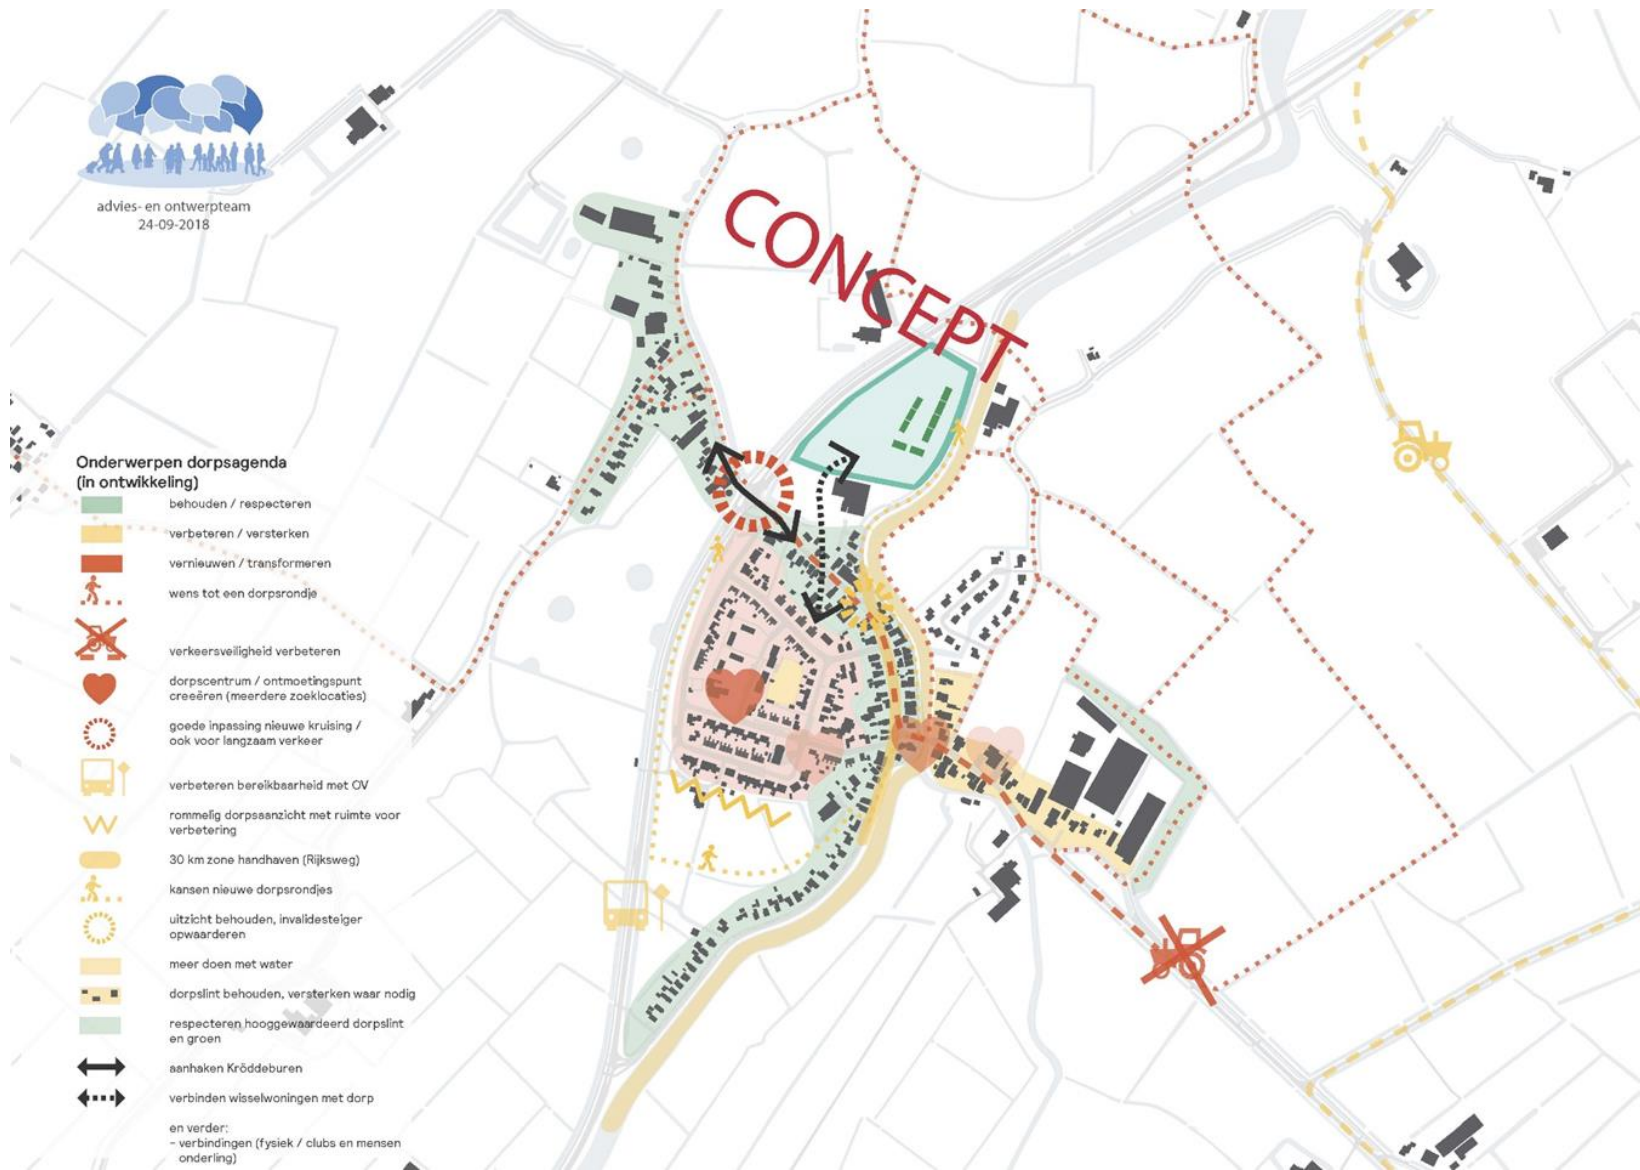 advies- en ontwerpteam
24-09-2018
CONCEPT
Onderwerpen dorpsagenda
(in ontwikkeling)
behouden / respecteren
verbeteren / versterken
vernieuwen / transformeren
wens tot een dorpsrondje
verkeersveiligheid verbeteren
dorpscentrum / ontmoetingspunt
creëeren (meerdere zoeklocaties)
goede inpassing nieuwe kruising /
ook voor langzaam verkeer
verbeteren bereikbaarheid met OV
rommelig dorpsaanzicht met ruimte voor
verbetering
30 km zone handhaven (Rijksweg)
kansen nieuwe dorpsrondjes
uitzicht behouden, invalidesteiger
opwaarderen
meer doen met water
dorpslint behouden, versterken waar nodig
respecteren hooggewaardeerd dorpslint
en groen
aanhaken Kröddeburen
verbinden wisselwoningen met dorp
en verder:
- verbindingen (fysiek / clubs en mensen
onderling)